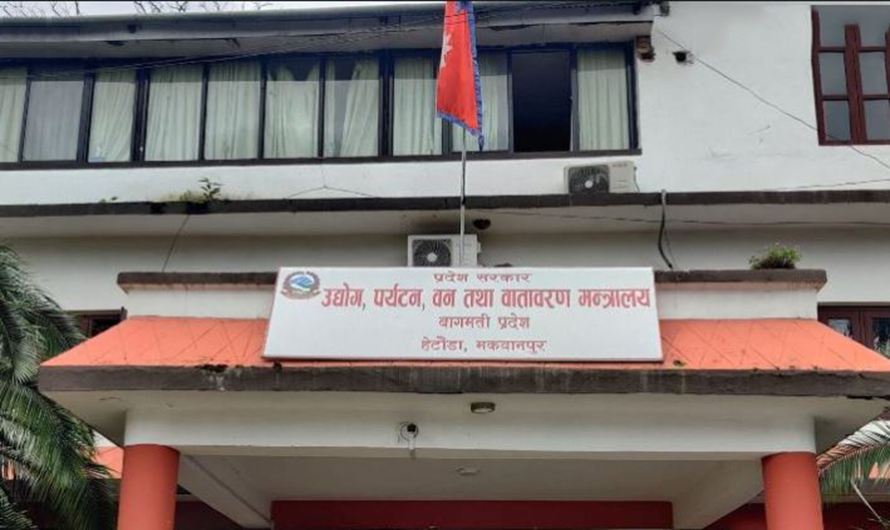 प्रदेश सरकार
उद्योग, पर्यटन, वन तथा वातावरण मन्त्रालय
बागमती प्रदेश
हेटौंडा, मकवानपुर